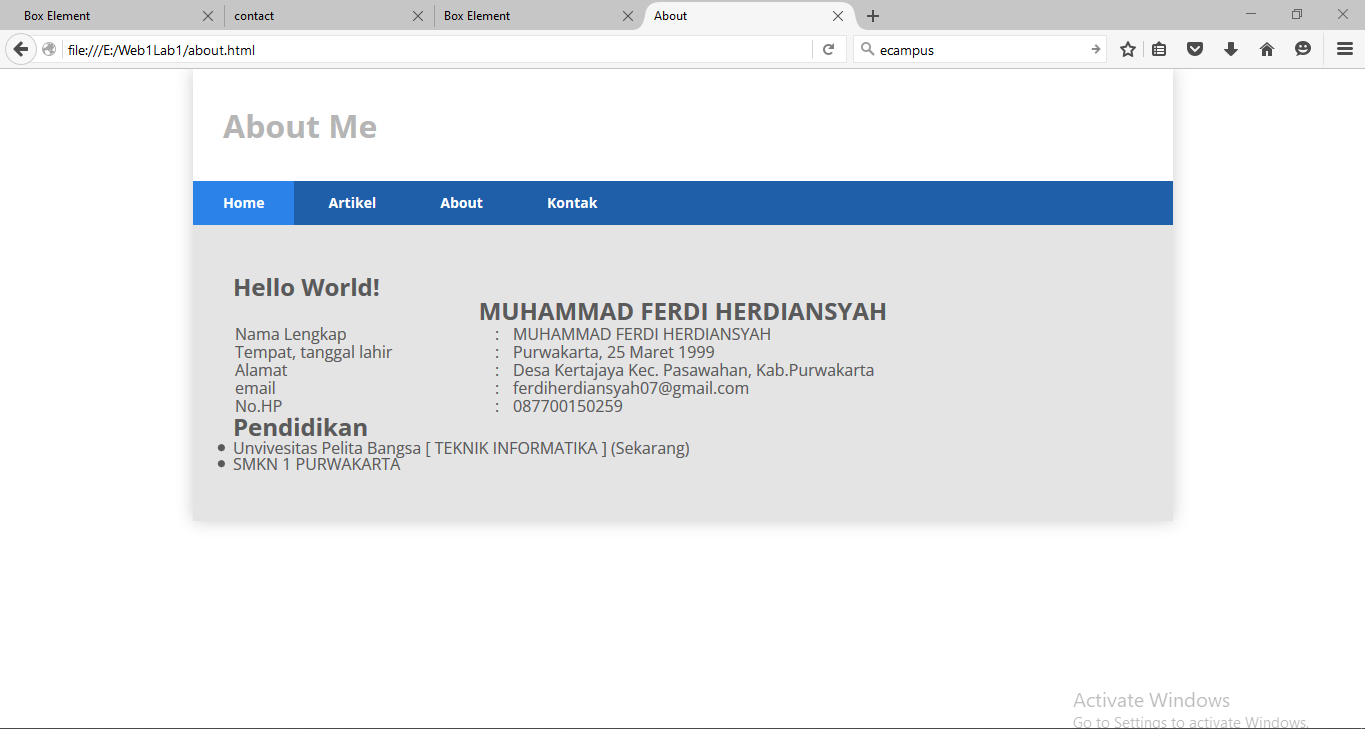 Box Element
contact
Box Element
About
file:///E:/Web1Lab1/about.html
ecampus
About Me
Home Artikel About Kontak
Hello World!
MUHAMMAD FERDI HERDIANSYAH
Nama Lengkap : MUHAMMAD FERDI HERDIANSYAH
Tempat, tanggal lahir : Purwakarta, 25 Maret 1999
Alamat : Desa Kertajaya Kec. Pasawahan, Kab.Purwakarta
email : ferdiherdiansyah07@gmail.com
No.HP : 087700150259
Pendidikan
Unvivesitas Pelita Bangsa [ TEKNIK INFORMATIKA ] (Sekarang)
SMKN 1 PURWAKARTA
Activate Windows
Go to Settings to activate Windows.